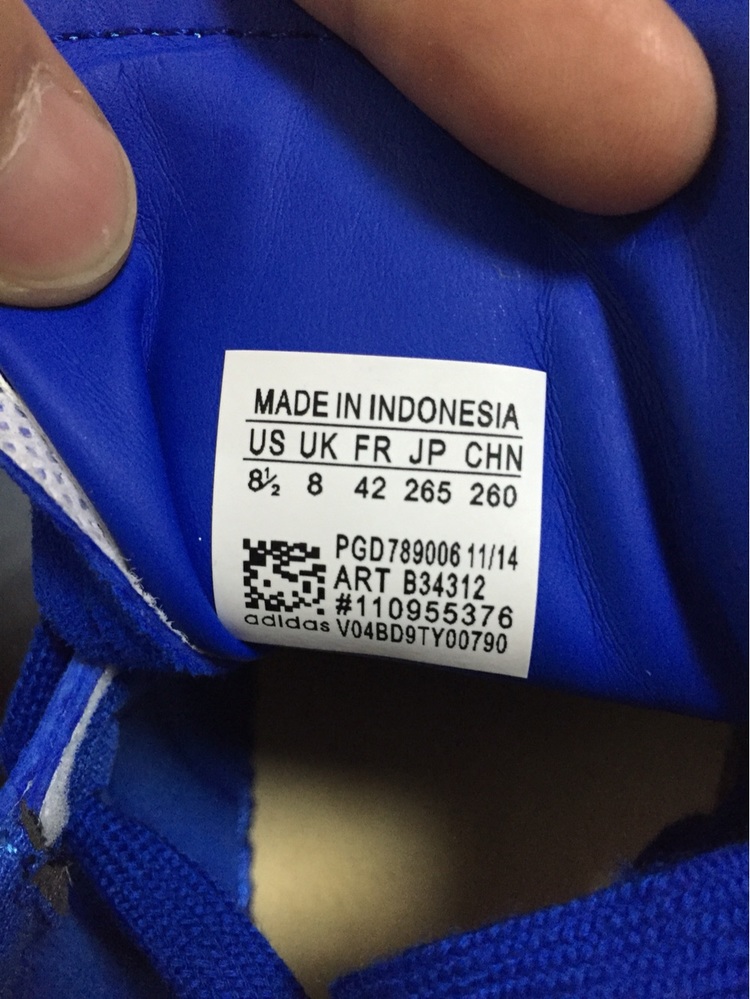 MADE IN INDONESIA
US UK FR JP CHN
8½ 8 42 265 260
PGD789006 11/14
ART B34312
#110955376
adidas V04BD9TY00790